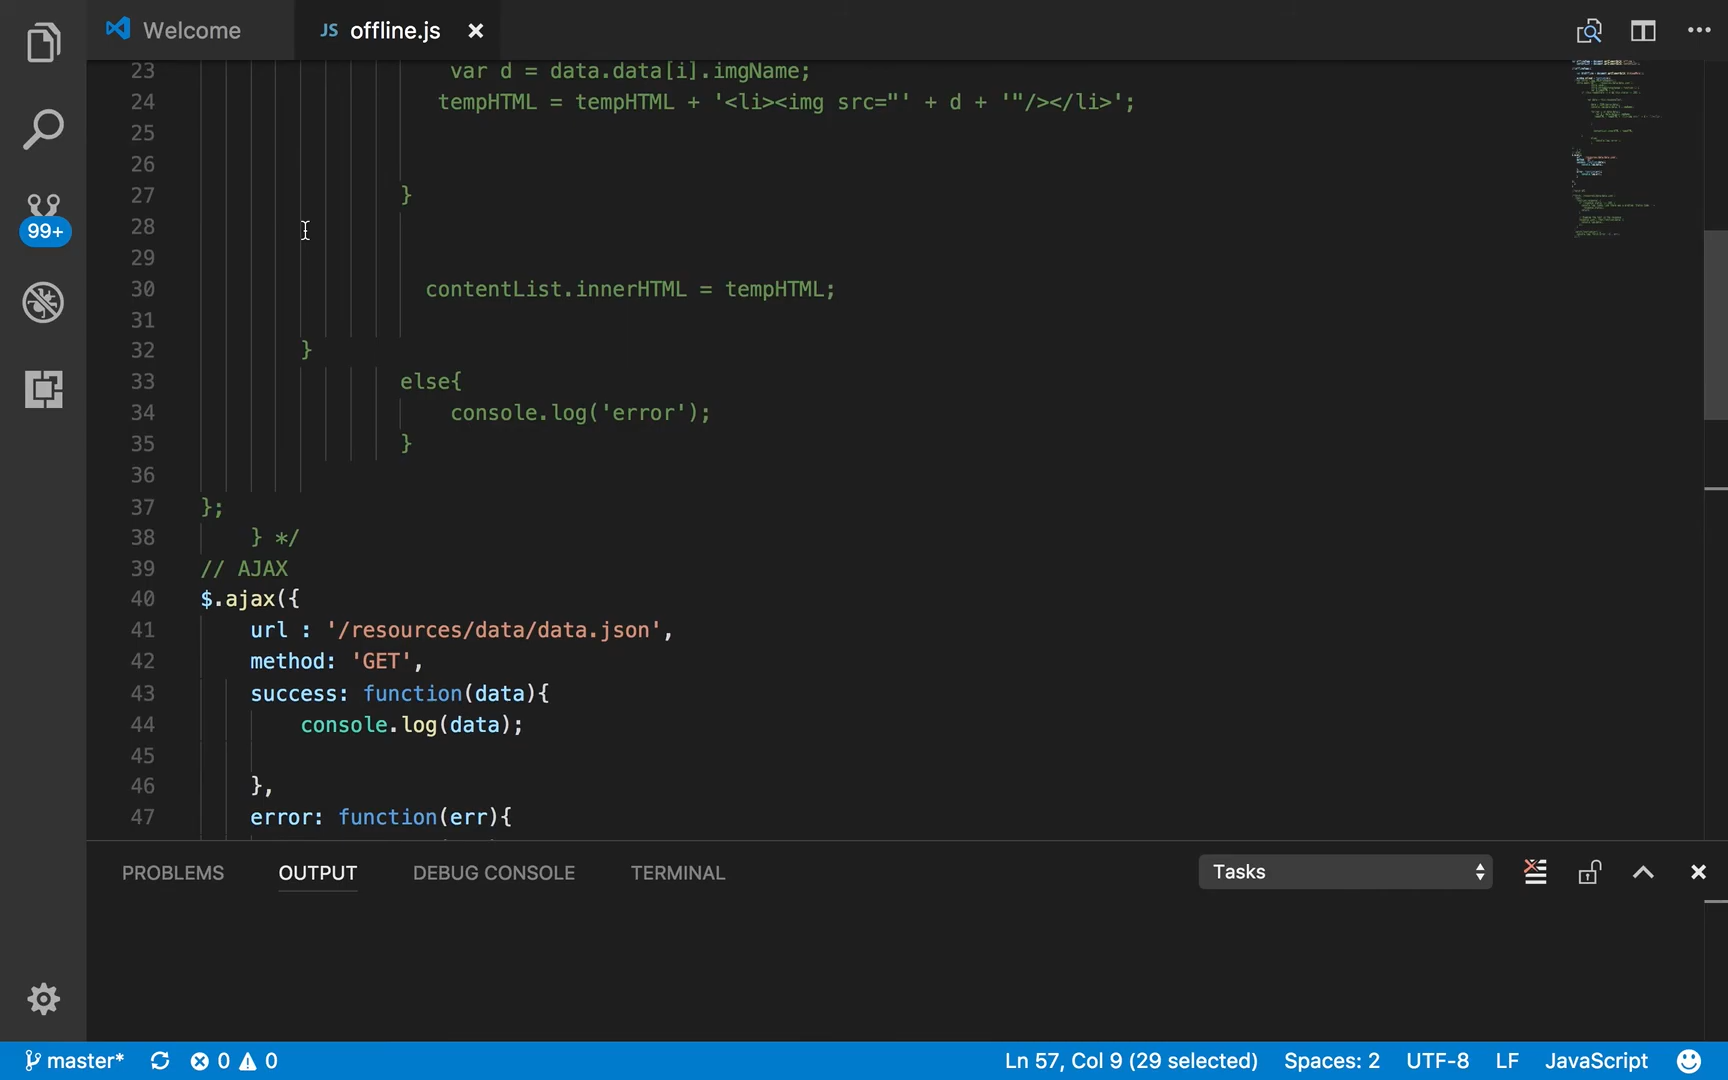 Welcome
JS offline.js
23 var d = data.data[i].imgName;
24 tempHTML = tempHTML + '<li><img src="' + d + '"/></li>';
25
26
27 }
28
29
30 contentList.innerHTML = tempHTML;
31
32 }
33 else{
34 console.log('error');
35 }
36
37 };
38 } */
39 // AJAX
40 $.ajax({
41 url : '/resources/data/data.json',
42 method: 'GET',
43 success: function(data){
44 console.log(data);
45
46 },
47 error: function(err){
99+
PROBLEMS OUTPUT DEBUG CONSOLE TERMINAL Tasks
master* 0 0 Ln 57, Col 9 (29 selected) Spaces: 2 UTF-8 LF JavaScript